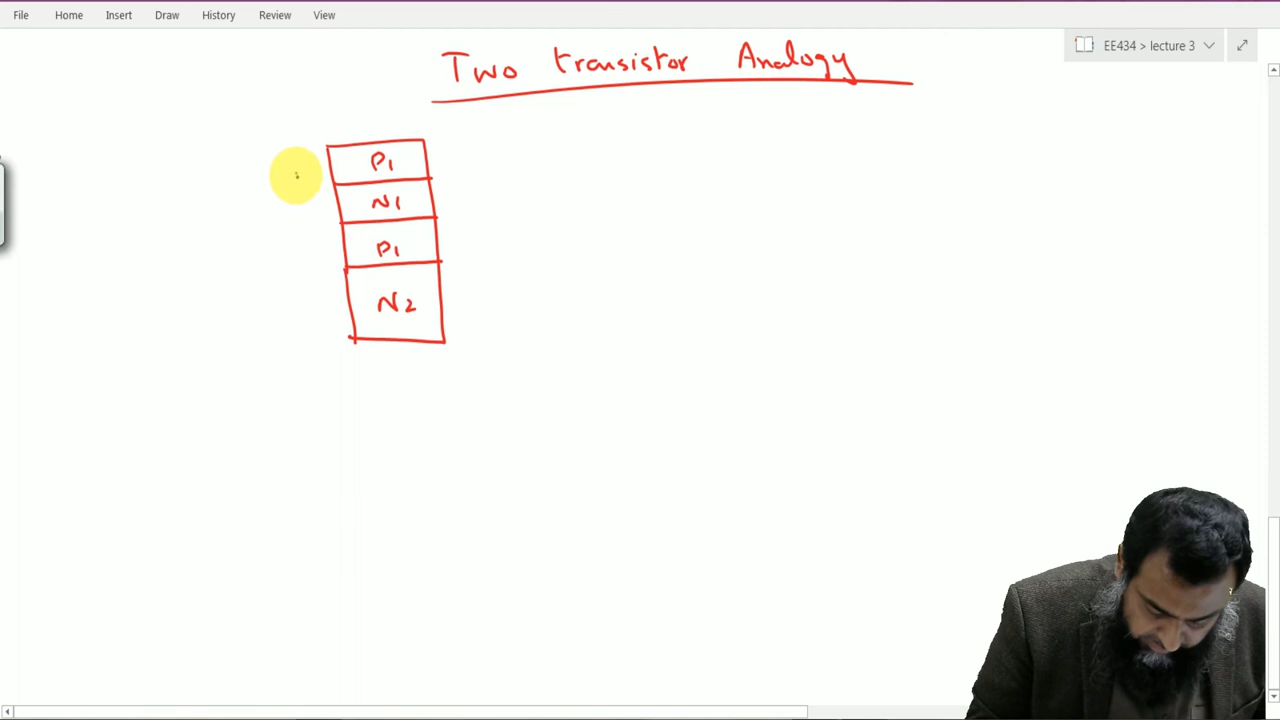 File Home Insert Draw History Review View
EE434 > lecture 3
Two transistor Analogy
P1
N1
P1
N2